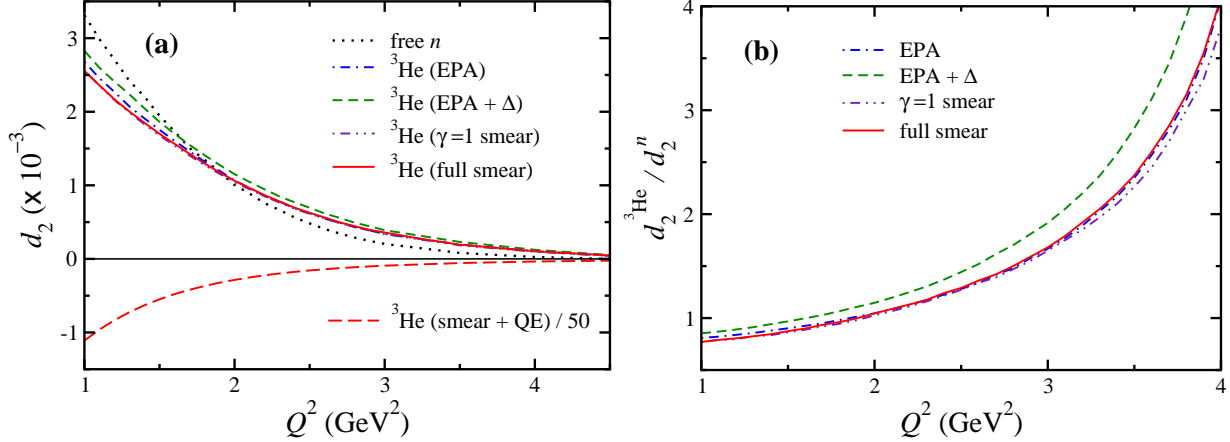 (a)
free n
³He (EPA)
³He (EPA + Δ)
³He (γ=1 smear)
³He (full smear)
³He (smear + QE) / 50
d₂ (x 10⁻³)
3
2
1
0
-1
1
2
3
4
Q² (GeV²)
(b)
EPA
EPA + Δ
γ=1 smear
full smear
d₂^³He / d₂ⁿ
4
3
2
1
1
2
3
4
Q² (GeV²)